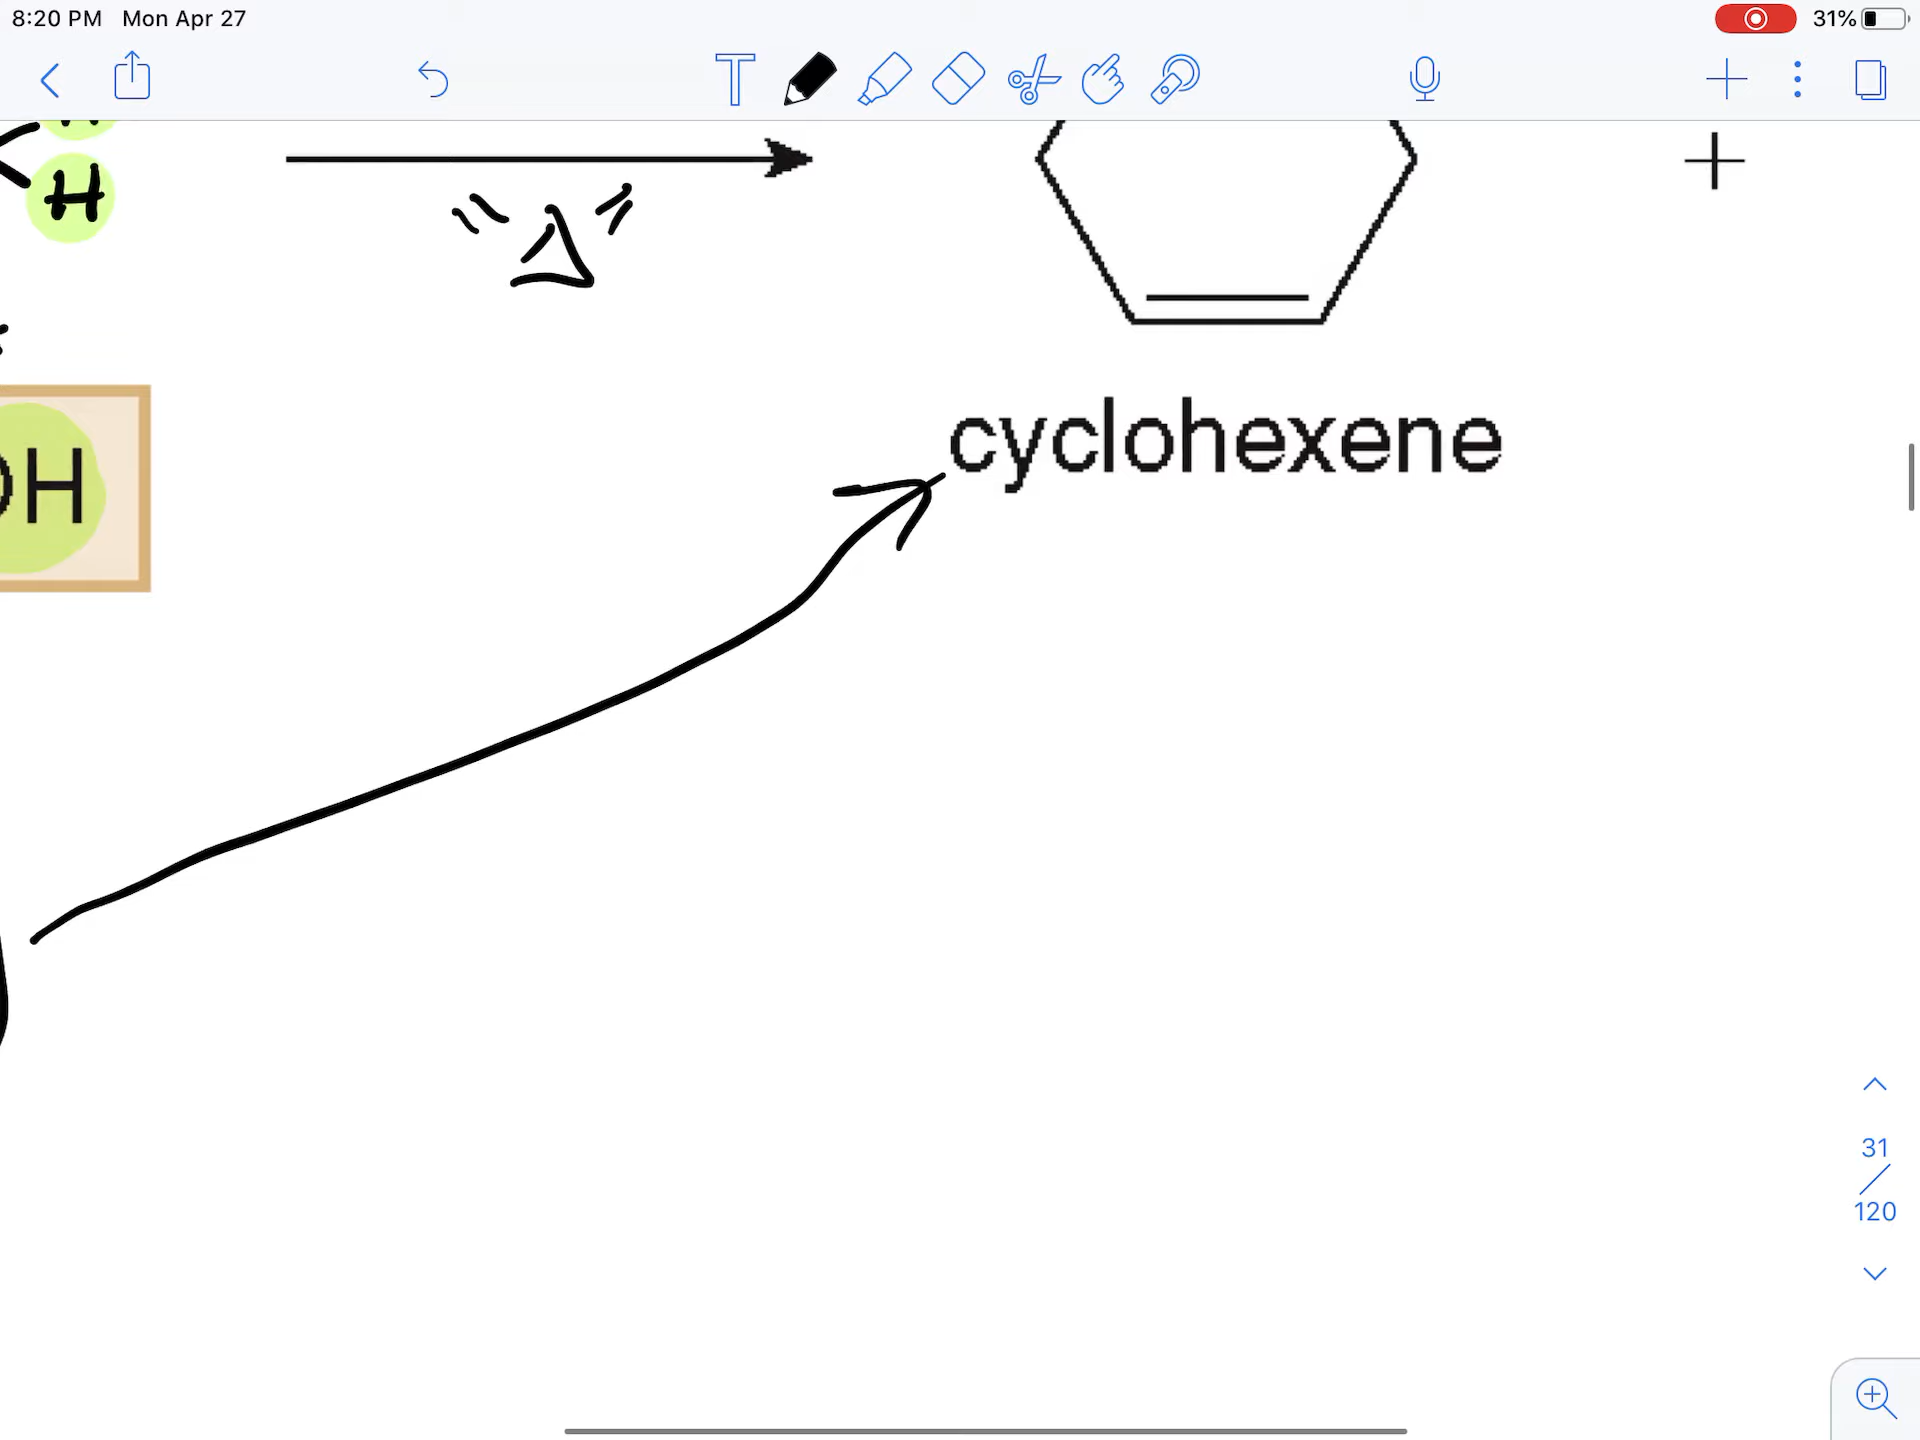 8:20 PM Mon Apr 27
31%
T
H
+
"Δ"
cyclohexene
OH
31
/
120